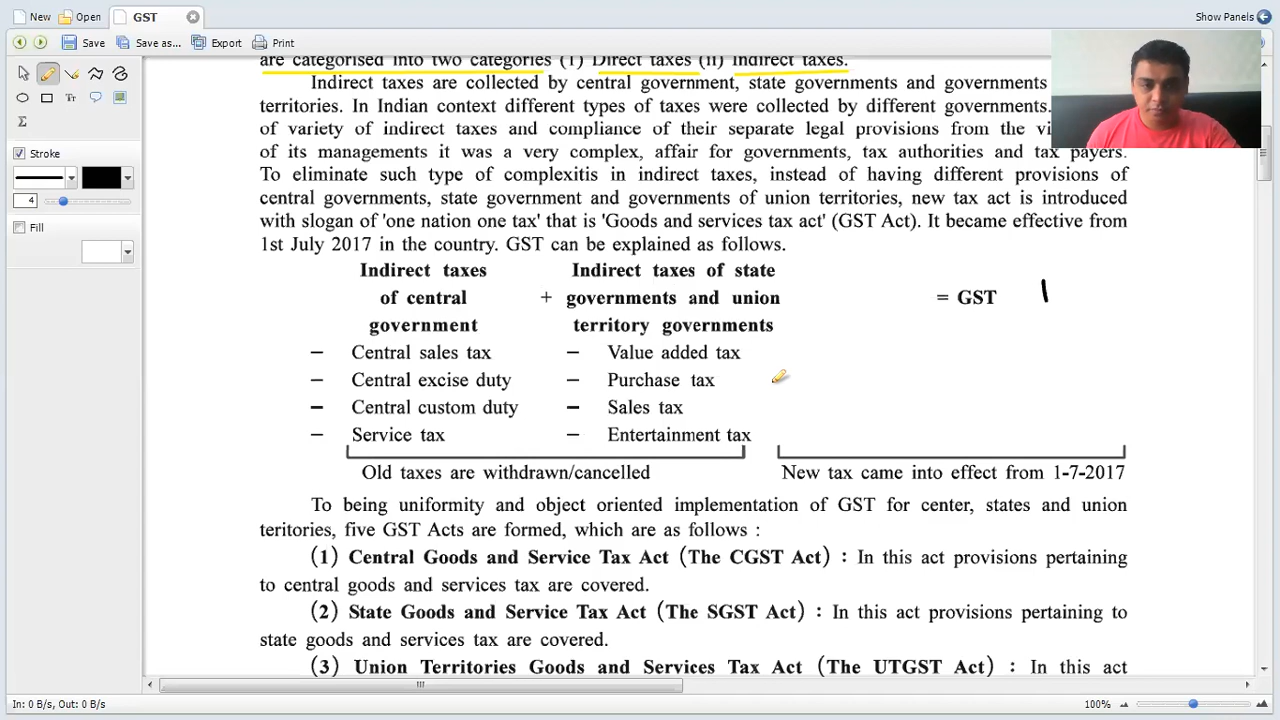 New Open GST Show Panels
Save Save as... Export Print
are categorised into two categories (i) Direct taxes (ii) Indirect taxes.
Indirect taxes are collected by central government, state governments and governments
territories. In Indian context different types of taxes were collected by different governments.
of variety of indirect taxes and compliance of their separate legal provisions from the
of its managements it was a very complex, affair for governments, tax authorities and tax payers.
To eliminate such type of complexitis in indirect taxes, instead of having different provisions of
central governments, state government and governments of union territories, new tax act is introduced
with slogan of 'one nation one tax' that is 'Goods and services tax act' (GST Act). It became effective from
1st July 2017 in the country. GST can be explained as follows.
Indirect taxes Indirect taxes of state
of central + governments and union = GST
government territory governments
– Central sales tax – Value added tax
– Central excise duty – Purchase tax
– Central custom duty – Sales tax
– Service tax – Entertainment tax
Old taxes are withdrawn/cancelled New tax came into effect from 1-7-2017
To being uniformity and object oriented implementation of GST for center, states and union
teritories, five GST Acts are formed, which are as follows :
(1) Central Goods and Service Tax Act (The CGST Act) : In this act provisions pertaining
to central goods and services tax are covered.
(2) State Goods and Service Tax Act (The SGST Act) : In this act provisions pertaining to
state goods and services tax are covered.
(3) Union Territories Goods and Services Tax Act (The UTGST Act) : In this act
Stroke
4
Fill
In: 0 B/s, Out: 0 B/s 100%